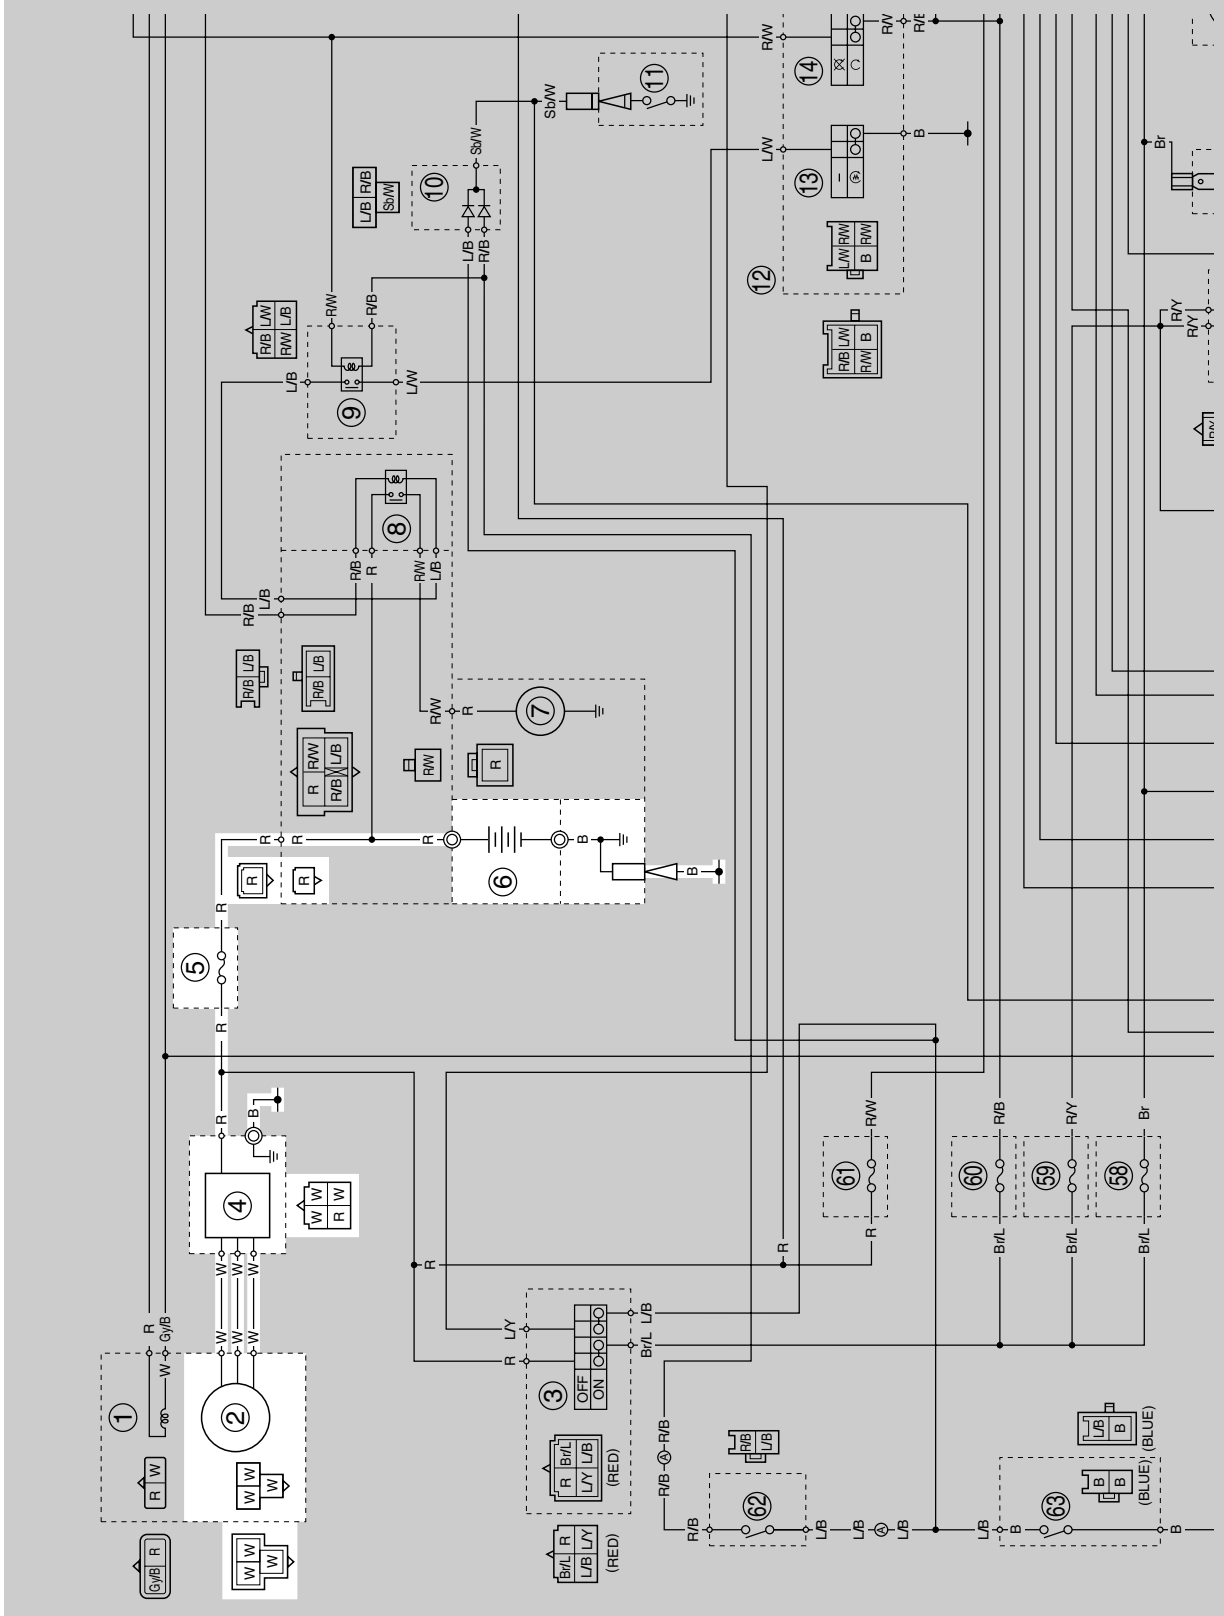 R/W
14
R/W
R/B
Sb/W
11
Sb/W
L/W
13
B
Br
L/B R/B
Sb/W
10
L/B
R/B
12
L/W R/W
B R/W
R/B L/W
R/W B
R/B L/W
R/W L/B
R/W
R/B
L/B
9
L/W
R/Y
R/Y
R/Y
8
R/B
R
R/W
L/B
R/B
L/B
R/B L/B
R/B L/B
R/W
R
7
R R/W
R/B L/B
R/W
R
R
R
R
B
6
B
R
R
R
5
R
R
B
4
W W
R W
W
W
W
W
W
W
R
Gy/B
W
1
2
R W
W
W
W
Gy/B R
W
W
W
R
R
R/W
61
R
R/B
60
Br/L
R/Y
59
Br/L
Br
58
Br/L
L/Y
R
3
OFF
ON
L/B
Br/L
R Br/L
L/Y L/B
(RED)
Br/L R
L/B L/Y
(RED)
R/B
A
R/B
R/B
L/B
R/B
62
L/B
L/B
A
L/B
L/B
B
63
B
L/B
B
(BLUE)
B
B
(BLUE)